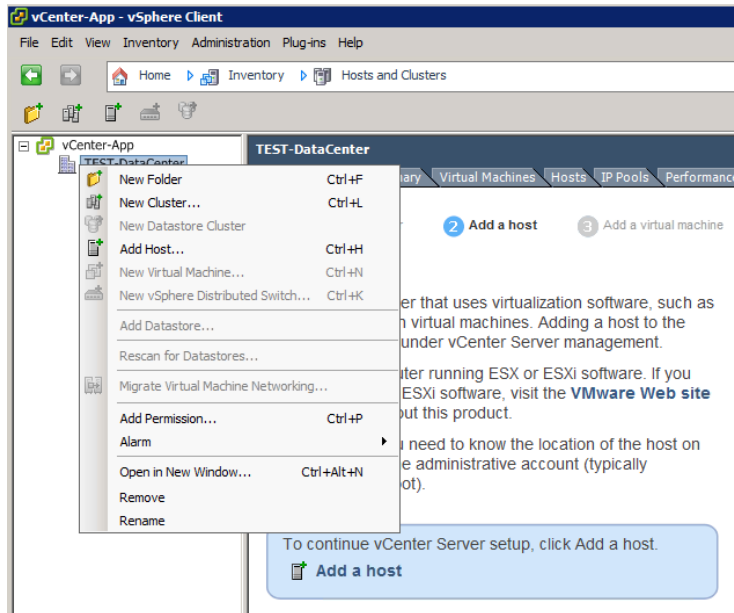 vCenter-App - vSphere Client
File Edit View Inventory Administration Plug-ins Help
Home Inventory Hosts and Clusters
vCenter-App
TEST-DataCenter
TEST-DataCenter
Virtual Machines Hosts IP Pools Performance
New Folder Ctrl+F
New Cluster... Ctrl+L
New Datastore Cluster
Add Host... Ctrl+H
New Virtual Machine... Ctrl+N
New vSphere Distributed Switch... Ctrl+K
Add Datastore...
Rescan for Datastores...
Migrate Virtual Machine Networking...
Add Permission... Ctrl+P
Alarm
Open in New Window... Ctrl+Alt+N
Remove
Rename
2 Add a host 3 Add a virtual machine
er that uses virtualization software, such as
virtual machines. Adding a host to the
under vCenter Server management.
uter running ESX or ESXi software. If you
ESXi software, visit the VMware Web site
out this product.
need to know the location of the host on
e administrative account (typically
ot).
To continue vCenter Server setup, click Add a host.
Add a host